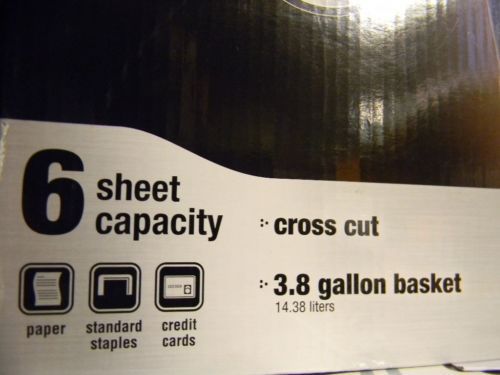 6 sheet
capacity
cross cut
3.8 gallon basket
14.38 liters
paper
standard
staples
credit
cards